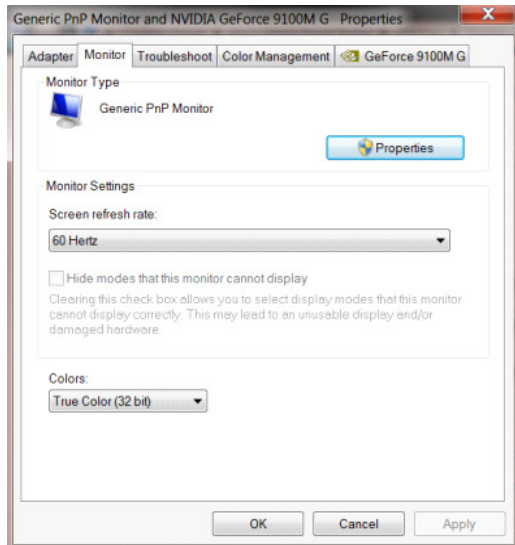 Generic PnP Monitor and NVIDIA GeForce 9100M G Properties
X
Adapter Monitor Troubleshoot Color Management GeForce 9100M G
Monitor Type
Generic PnP Monitor
Properties
Monitor Settings
Screen refresh rate:
60 Hertz
Hide modes that this monitor cannot display
Clearing this check box allows you to select display modes that this monitor
cannot display correctly. This may lead to an unusable display and/or
damaged hardware.
Colors:
True Color (32 bit)
OK Cancel Apply